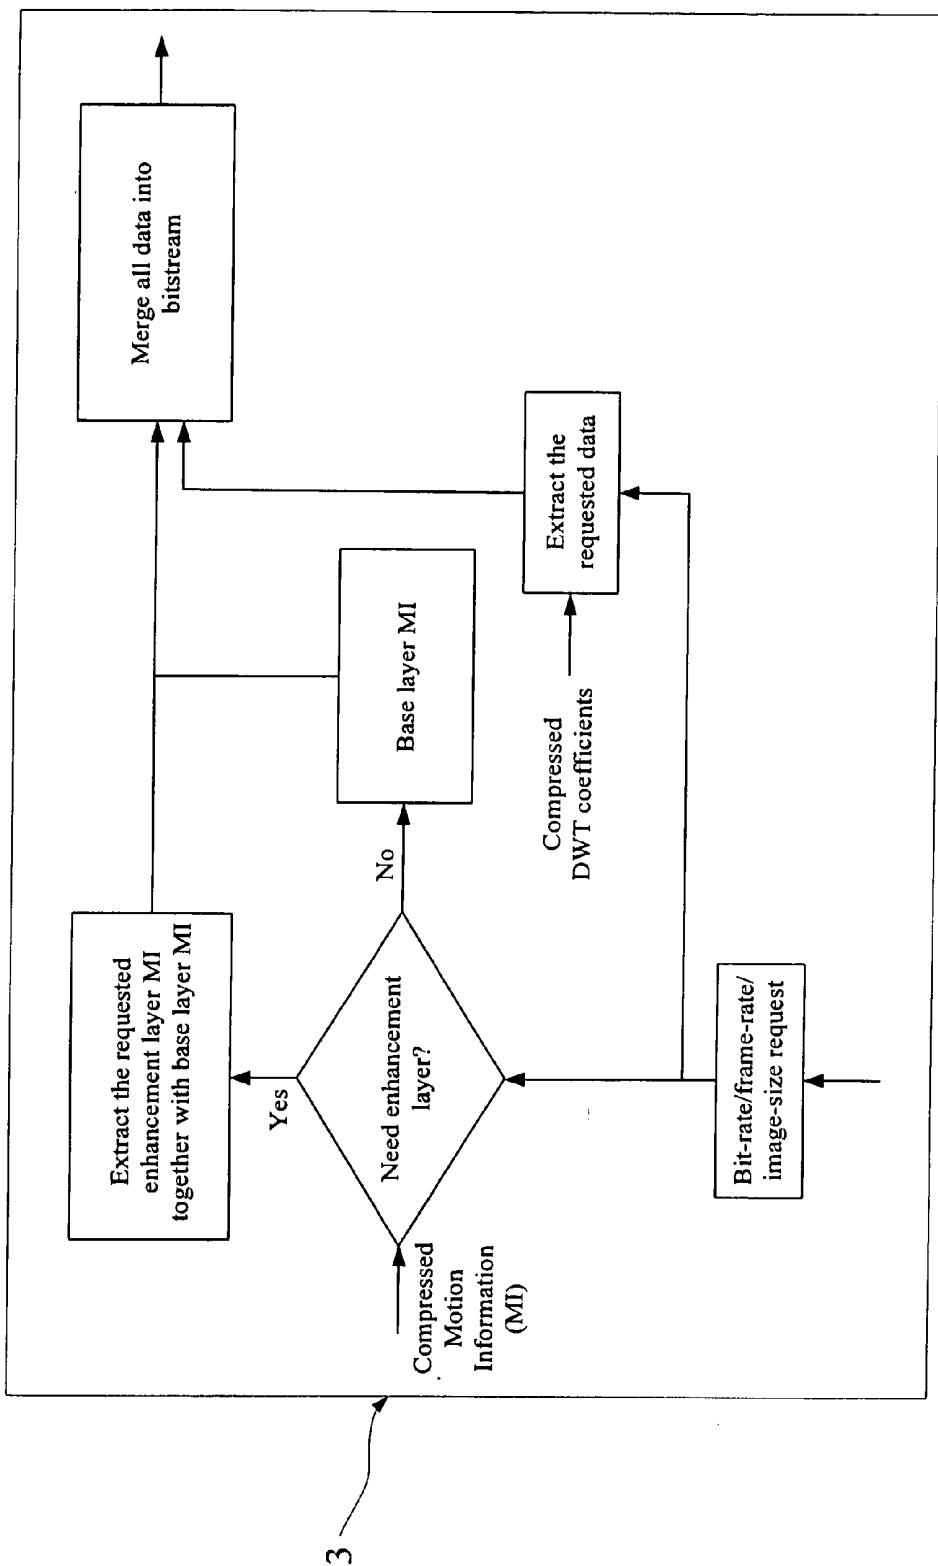 Extract the requested
enhancement layer MI
together with base layer MI
Merge all data into
bitstream
Yes
No
Compressed
Motion
Information
(MI)
Need enhancement
layer?
Base layer MI
Compressed
DWT coefficients
Extract the
requested data
Bit-rate/frame-rate/
image-size request
3